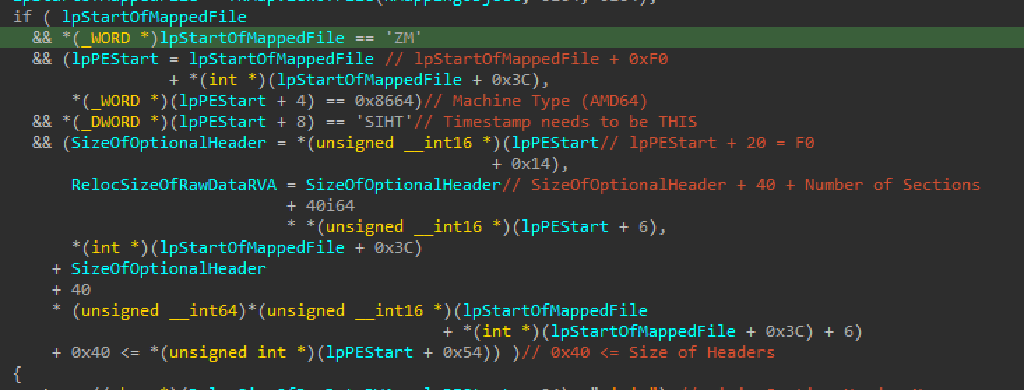 if ( lpStartOfMappedFile
&& *(_WORD *)lpStartOfMappedFile == 'ZM'
&& (lpPEStart = lpStartOfMappedFile // lpStartOfMappedFile + 0xF0
+ *(int *)(lpStartOfMappedFile + 0x3C),
*(_WORD *)(lpPEStart + 4) == 0x8664)// Machine Type (AMD64)
&& *(_DWORD *)(lpPEStart + 8) == 'SIHT'// Timestamp needs to be THIS
&& (SizeOfOptionalHeader = *(unsigned __int16 *)(lpPEStart// lpPEStart + 20 = F0
+ 0x14),
RelocSizeOfRawDataRVA = SizeOfOptionalHeader// SizeOfOptionalHeader + 40 + Number of Sections
+ 40i64
* *(unsigned __int16 *)(lpPEStart + 6),
*(int *)(lpStartOfMappedFile + 0x3C)
+ SizeOfOptionalHeader
+ 40
* (unsigned __int64)*(unsigned __int16 *)(lpStartOfMappedFile
+ *(int *)(lpStartOfMappedFile + 0x3C) + 6)
+ 0x40 <= *(unsigned int *)(lpPEStart + 0x54)) )// 0x40 <= Size of Headers
{